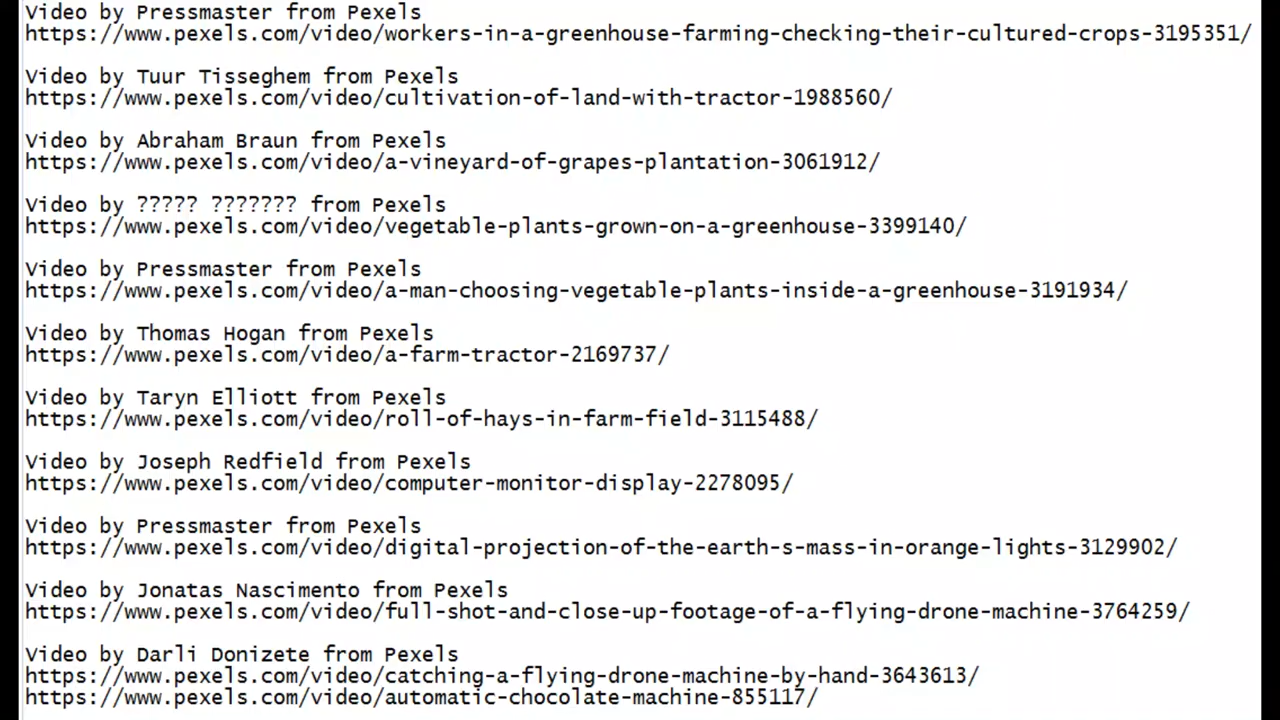 Video by Pressmaster from Pexels
https://www.pexels.com/video/workers-in-a-greenhouse-farming-checking-their-cultured-crops-3195351/
Video by Tuur Tisseghem from Pexels
https://www.pexels.com/video/cultivation-of-land-with-tractor-1988560/
Video by Abraham Braun from Pexels
https://www.pexels.com/video/a-vineyard-of-grapes-plantation-3061912/
Video by ????? ??????? from Pexels
https://www.pexels.com/video/vegetable-plants-grown-on-a-greenhouse-3399140/
Video by Pressmaster from Pexels
https://www.pexels.com/video/a-man-choosing-vegetable-plants-inside-a-greenhouse-3191934/
Video by Thomas Hogan from Pexels
https://www.pexels.com/video/a-farm-tractor-2169737/
Video by Taryn Elliott from Pexels
https://www.pexels.com/video/roll-of-hays-in-farm-field-3115488/
Video by Joseph Redfield from Pexels
https://www.pexels.com/video/computer-monitor-display-2278095/
Video by Pressmaster from Pexels
https://www.pexels.com/video/digital-projection-of-the-earth-s-mass-in-orange-lights-3129902/
Video by Jonatas Nascimento from Pexels
https://www.pexels.com/video/full-shot-and-close-up-footage-of-a-flying-drone-machine-3764259/
Video by Darli Donizete from Pexels
https://www.pexels.com/video/catching-a-flying-drone-machine-by-hand-3643613/
https://www.pexels.com/video/automatic-chocolate-machine-855117/